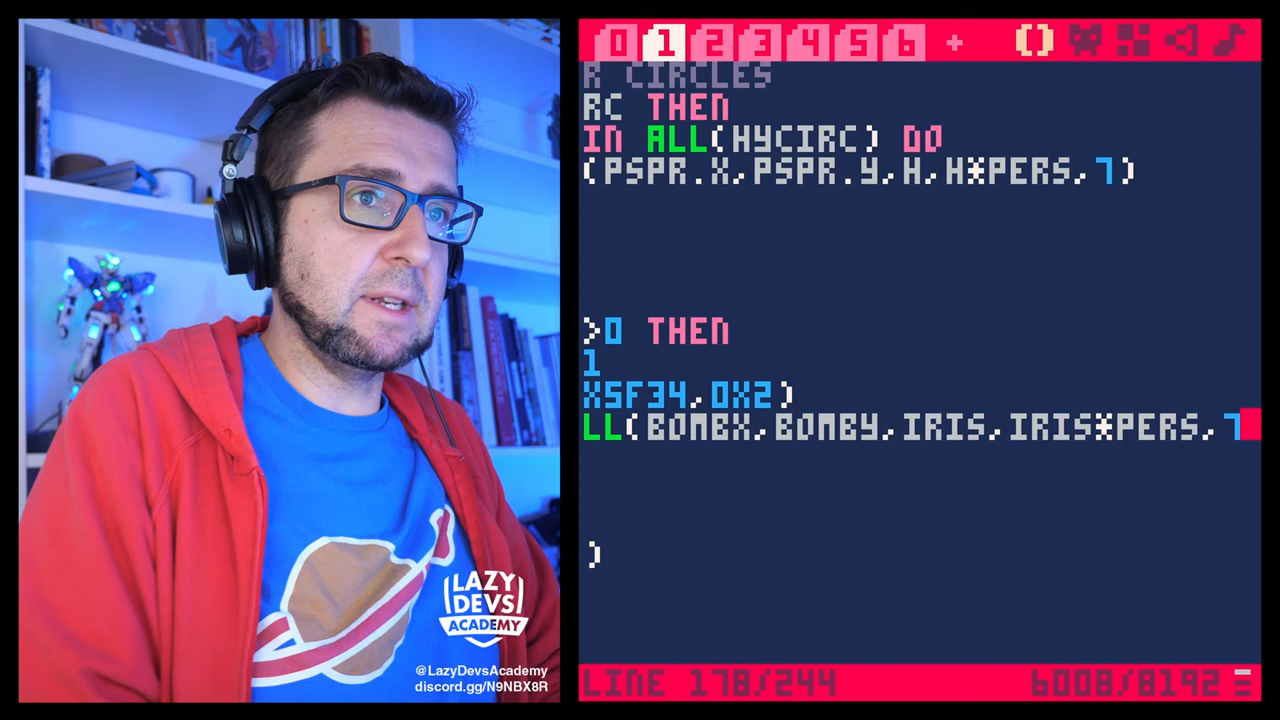 0 1 2 3 4 5 6 +
R CIRCLES
RC THEN
IN ALL(HYCIRC) DO
(PSPR.X,PSPR.Y,H,H*PERS,7)
>0 THEN
1
X5F34,0X2)
LL(BOMBX,BOMBY,IRIS,IRIS*PERS,7
)
LINE 178/244 6008/8192
LAZY
DEVS
ACADEMY
@LazyDevsAcademy
discord.gg/N9NBX8R